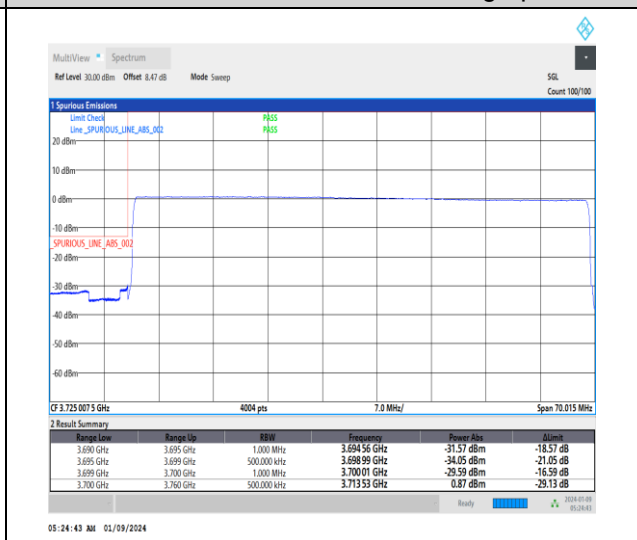 MultiView Spectrum
Ref Level 30.00 dBm Offset 8.47 dB Mode Sweep SGL
Count 100/100
1 Spurious Emissions
Limit Check PASS
Line _SPURIOUS_LINE_ABS_002 PASS
20 dBm
10 dBm
0 dBm
-10 dBm
_SPURIOUS_LINE_ABS_002
-20 dBm
-30 dBm
-40 dBm
-50 dBm
-60 dBm
CF 3.725 007 5 GHz 4004 pts 7.0 MHz/ Span 70.015 MHz
2 Result Summary
Range Low Range Up RBW Frequency Power Abs ΔLimit
3.690 GHz 3.695 GHz 1.000 MHz 3.694 56 GHz -31.57 dBm -18.57 dB
3.695 GHz 3.699 GHz 500.000 kHz 3.698 99 GHz -34.05 dBm -21.05 dB
3.699 GHz 3.700 GHz 1.000 MHz 3.700 01 GHz -29.59 dBm -16.59 dB
3.700 GHz 3.760 GHz 500.000 kHz 3.713 53 GHz 0.87 dBm -29.13 dB
Ready 2024-01-09
05:24:43
05:24:43 AM 01/09/2024